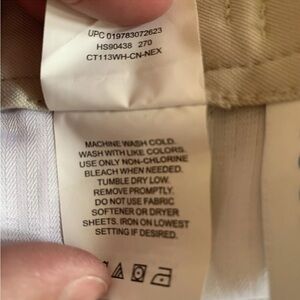 UPC 019783072623
HS90438 270
CT113WH-CN-NEX
MACHINE WASH COLD.
WASH WITH LIKE COLORS.
USE ONLY NON-CHLORINE
BLEACH WHEN NEEDED.
TUMBLE DRY LOW.
REMOVE PROMPTLY.
DO NOT USE FABRIC
SOFTENER OR DRYER
SHEETS. IRON ON LOWEST
SETTING IF DESIRED.